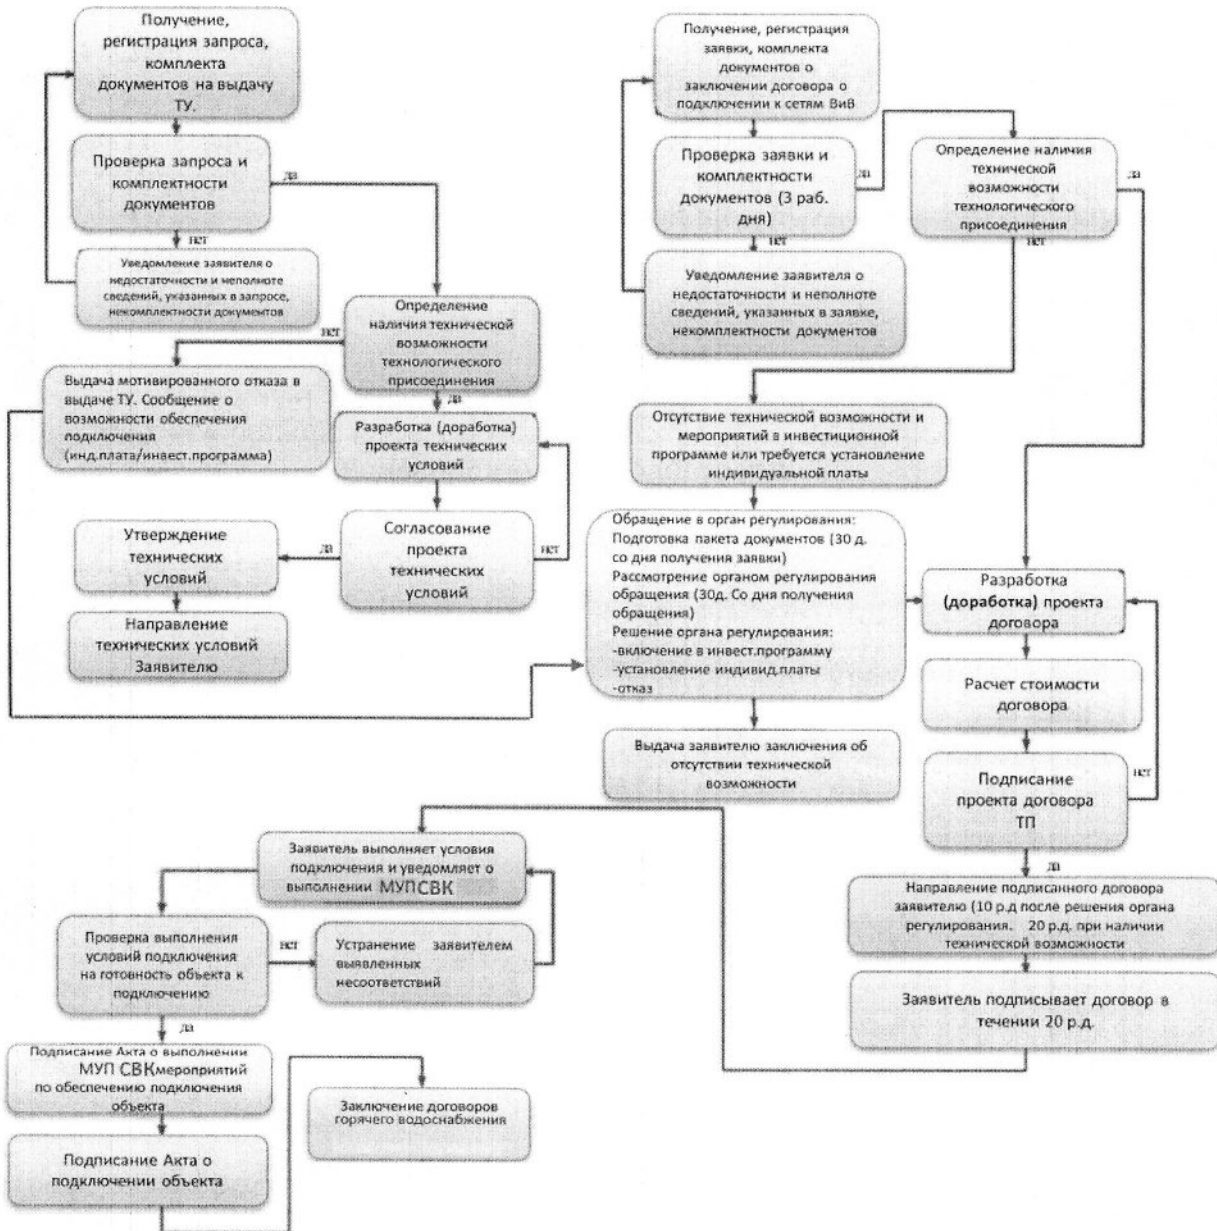 Получение,
регистрация запроса,
комплекта
документов на выдачу
ТУ.
Проверка запроса и
комплектности
документов
да
нет
Уведомление заявителя о
недостаточности и неполноте
сведений, указанных в запросе,
некомплектности документов
Определение
наличия технической
возможности
технологического
присоединения
нет
Выдача мотивированного отказа в
выдаче ТУ. Сообщение о
возможности обеспечения
подключения
(инд.плата/инвест.программа)
да
Разработка (доработка)
проекта технических
условий
Согласование
проекта
технических
условий
нет
да
Утверждение
технических
условий
Направление
технических условий
Заявителю
Получение, регистрация
заявки, комплекта
документов о
заключении договора о
подключении к сетям ВиВ
Проверка заявки и
комплектности
документов (3 раб.
дня)
да
нет
Уведомление заявителя о
недостаточности и неполноте
сведений, указанных в заявке,
некомплектности документов
Определение наличия
технической
возможности
технологического
присоединения
да
нет
Отсутствие технической возможности и
мероприятий в инвестиционной
программе или требуется установление
индивидуальной платы
Обращение в орган регулирования:
Подготовка пакета документов (30 д.
со дня получения заявки)
Рассмотрение органом регулирования
обращения (30д. Со дня получения
обращения)
Решение органа регулирования:
-включение в инвест.программу
-установление индивид.платы
-отказ
Выдача заявителю заключения об
отсутствии технической
возможности
Разработка
(доработка) проекта
договора
Расчет стоимости
договора
Подписание
проекта договора
ТП
нет
да
Направление подписанного договора
заявителю (10 р.д после решения органа
регулирования. 20 р.д. при наличии
технической возможности
Заявитель подписывает договор в
течении 20 р.д.
Заявитель выполняет условия
подключения и уведомляет о
выполнении МУП СВК
Проверка выполнения
условий подключения
на готовность объекта к
подключению
нет
Устранение заявителем
выявленных
несоответствий
да
Подписание Акта о выполнении
МУП СВК мероприятий
по обеспечению подключения
объекта
Подписание Акта о
подключении объекта
Заключение договоров
горячего водоснабжения